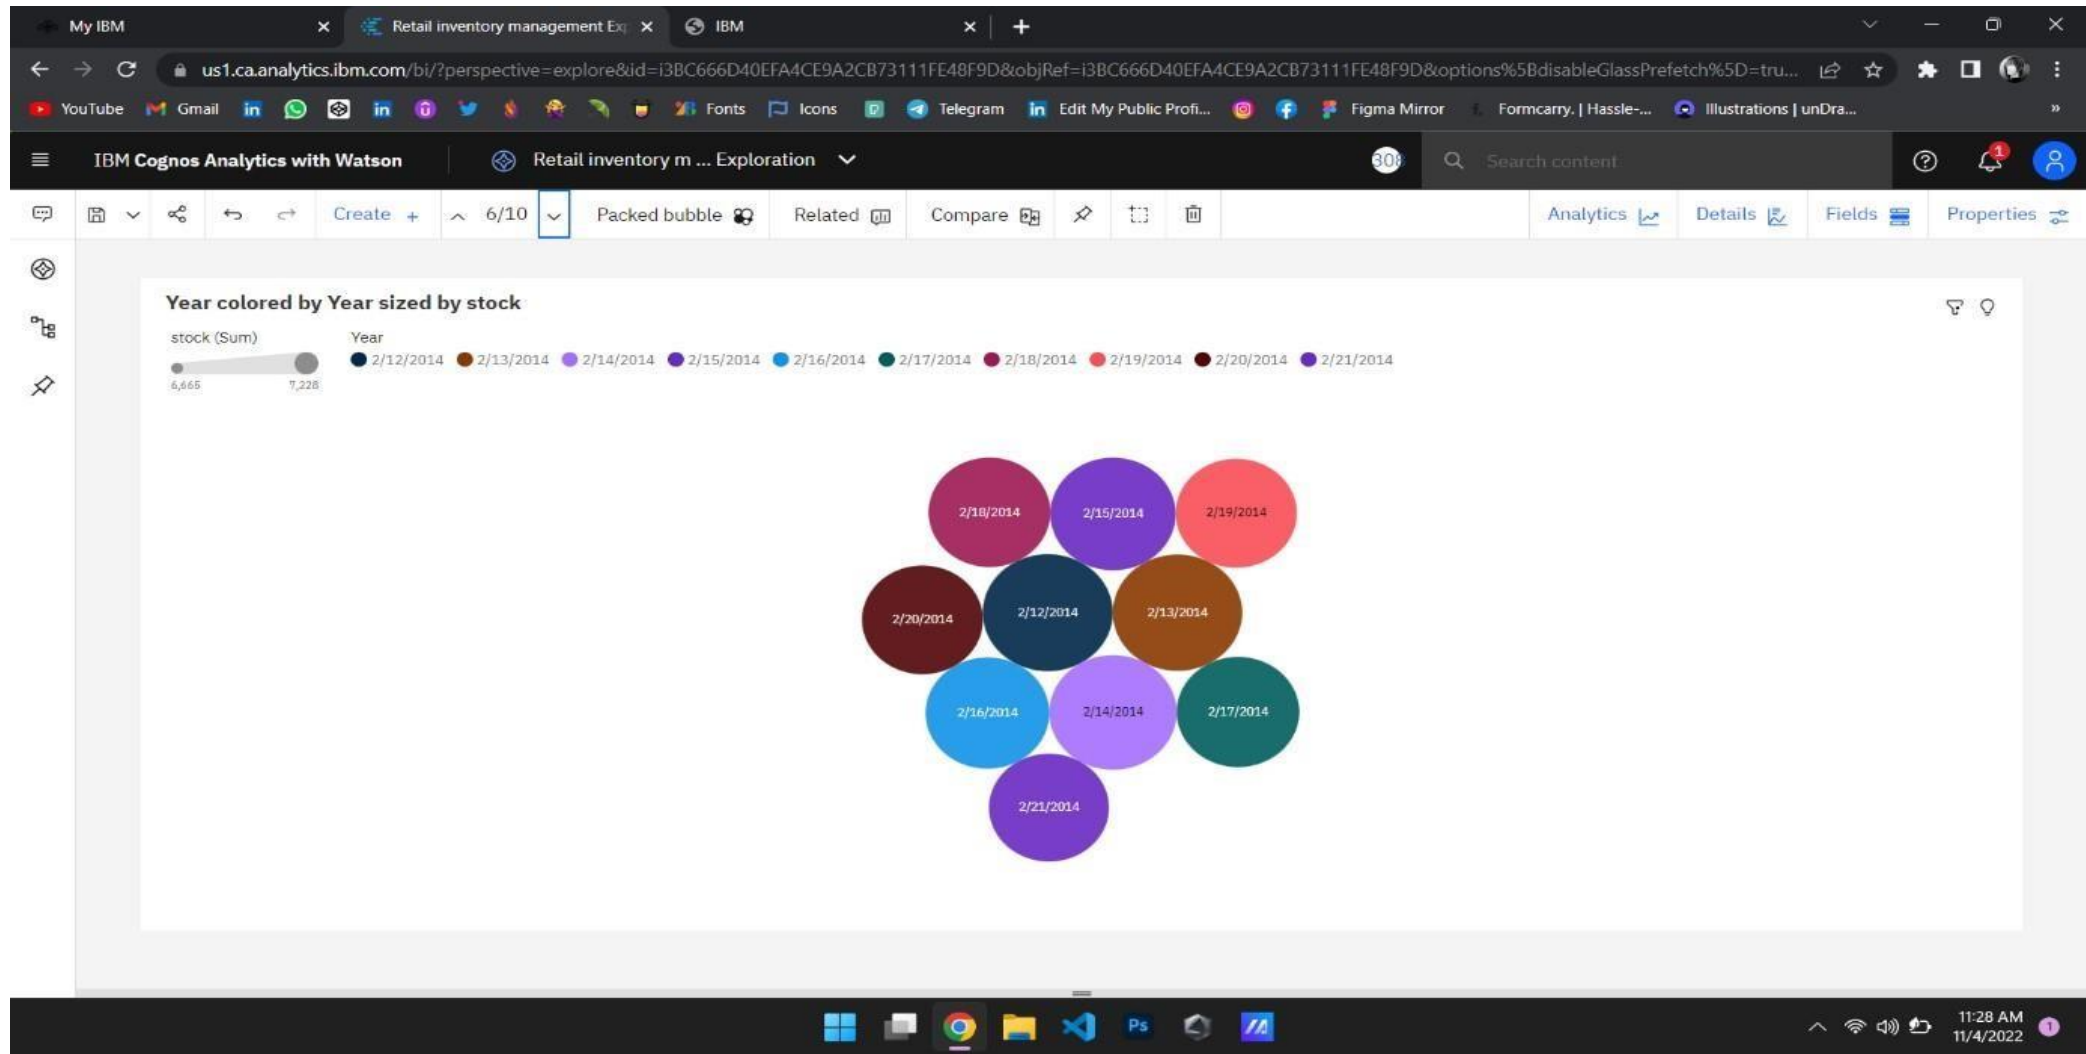 My IBM
Retail inventory management Ex
IBM
us1.ca.analytics.ibm.com/bi/?perspective=explore&id=i3BC666D40EFA4CE9A2CB73111FE48F9D&objRef=i3BC666D40EFA4CE9A2CB73111FE48F9D&options%5BdisableGlassPrefetch%5D=tru...
YouTube Gmail Fonts Icons Telegram Edit My Public Profi... Figma Mirror Formcarry. | Hassle-... Illustrations | unDra... »
IBM Cognos Analytics with Watson
Retail inventory m ... Exploration
308
Search content
1
Create + 6/10 Packed bubble Related Compare Analytics Details Fields Properties
Year colored by Year sized by stock
stock (Sum)
6,665 7,228
Year
2/12/2014 2/13/2014 2/14/2014 2/15/2014 2/16/2014 2/17/2014 2/18/2014 2/19/2014 2/20/2014 2/21/2014
2/18/2014 2/15/2014 2/19/2014
2/20/2014 2/12/2014 2/13/2014
2/16/2014 2/14/2014 2/17/2014
2/21/2014
Ps
11:28 AM
11/4/2022
1